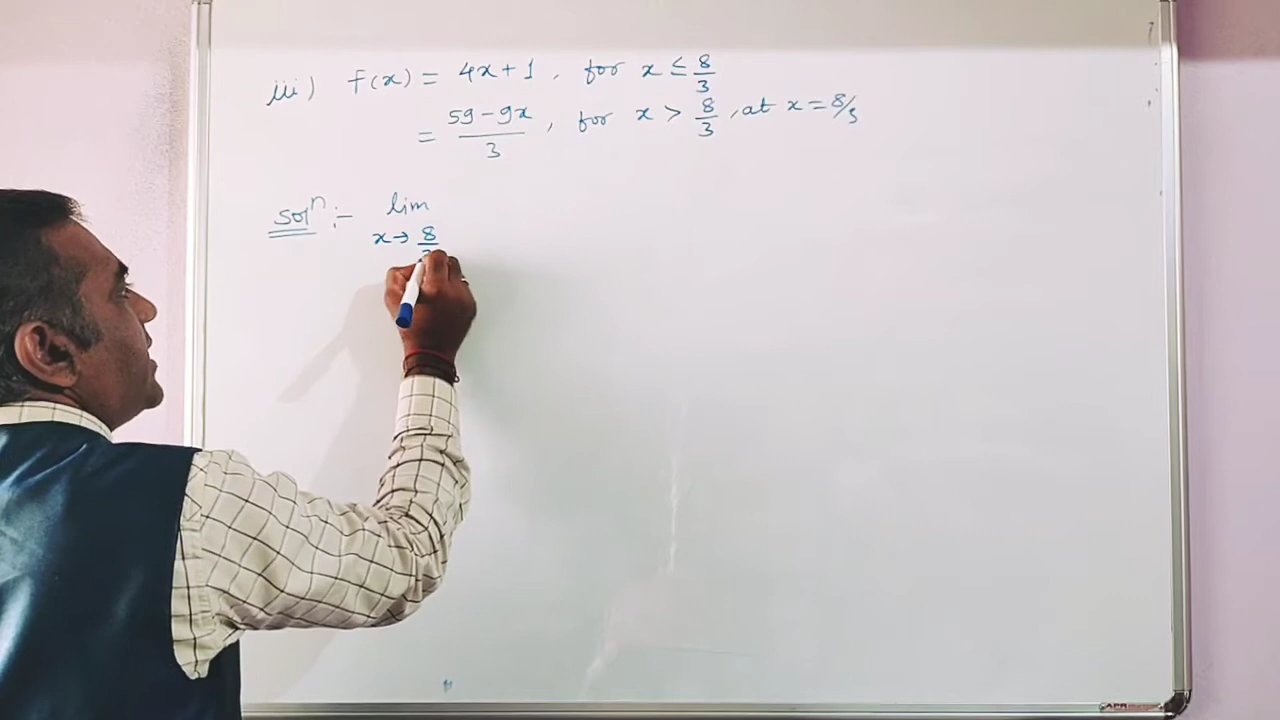 iii) f(x) = 4x+1 , for x ≤ 8/3
= 59-9x/3 , for x > 8/3 , at x = 8/3
Solⁿ :- lim
x→ 8